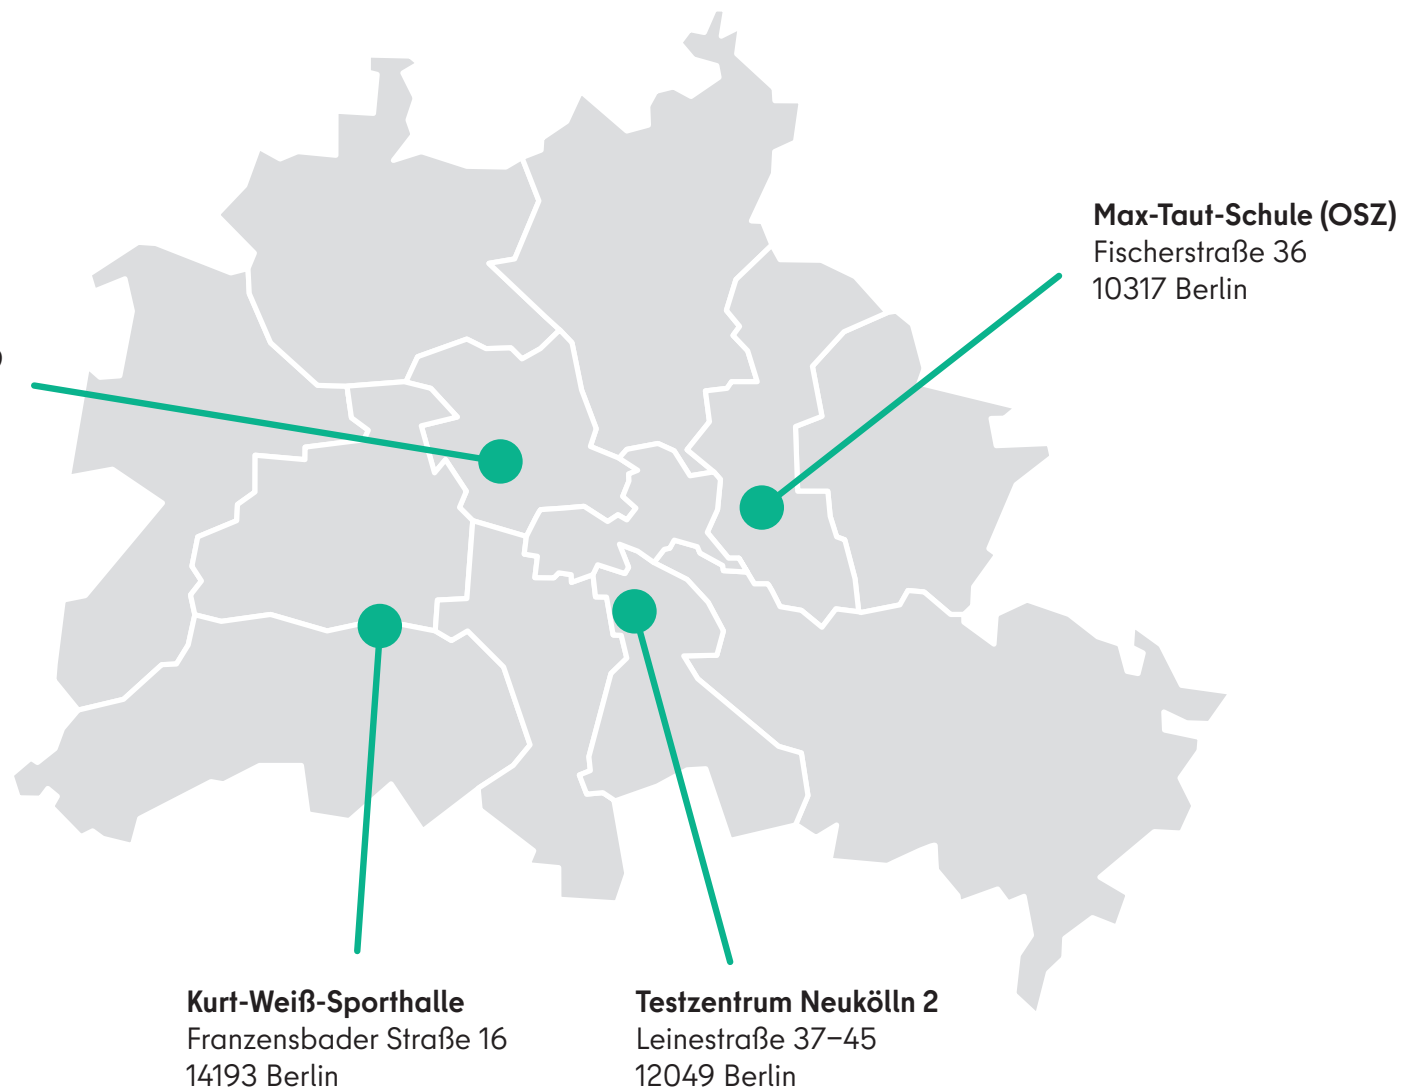 Max-Taut-Schule (OSZ)
Fischerstraße 36
10317 Berlin
Kurt-Weiß-Sporthalle
Franzensbader Straße 16
14193 Berlin
Testzentrum Neukölln 2
Leinestraße 37–45
12049 Berlin